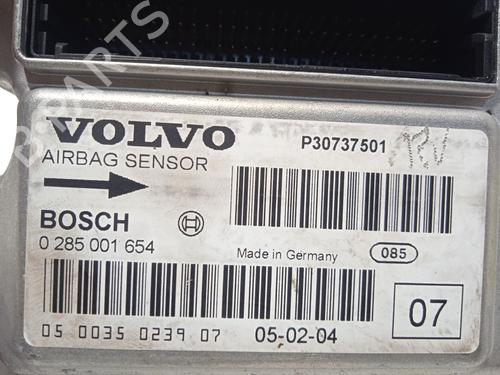 B-PARTS
VOLVO
P30737501
AIRBAG SENSOR
BOSCH
0 285 001 654
Made in Germany
085
07
05 0035 0239 07
05-02-04